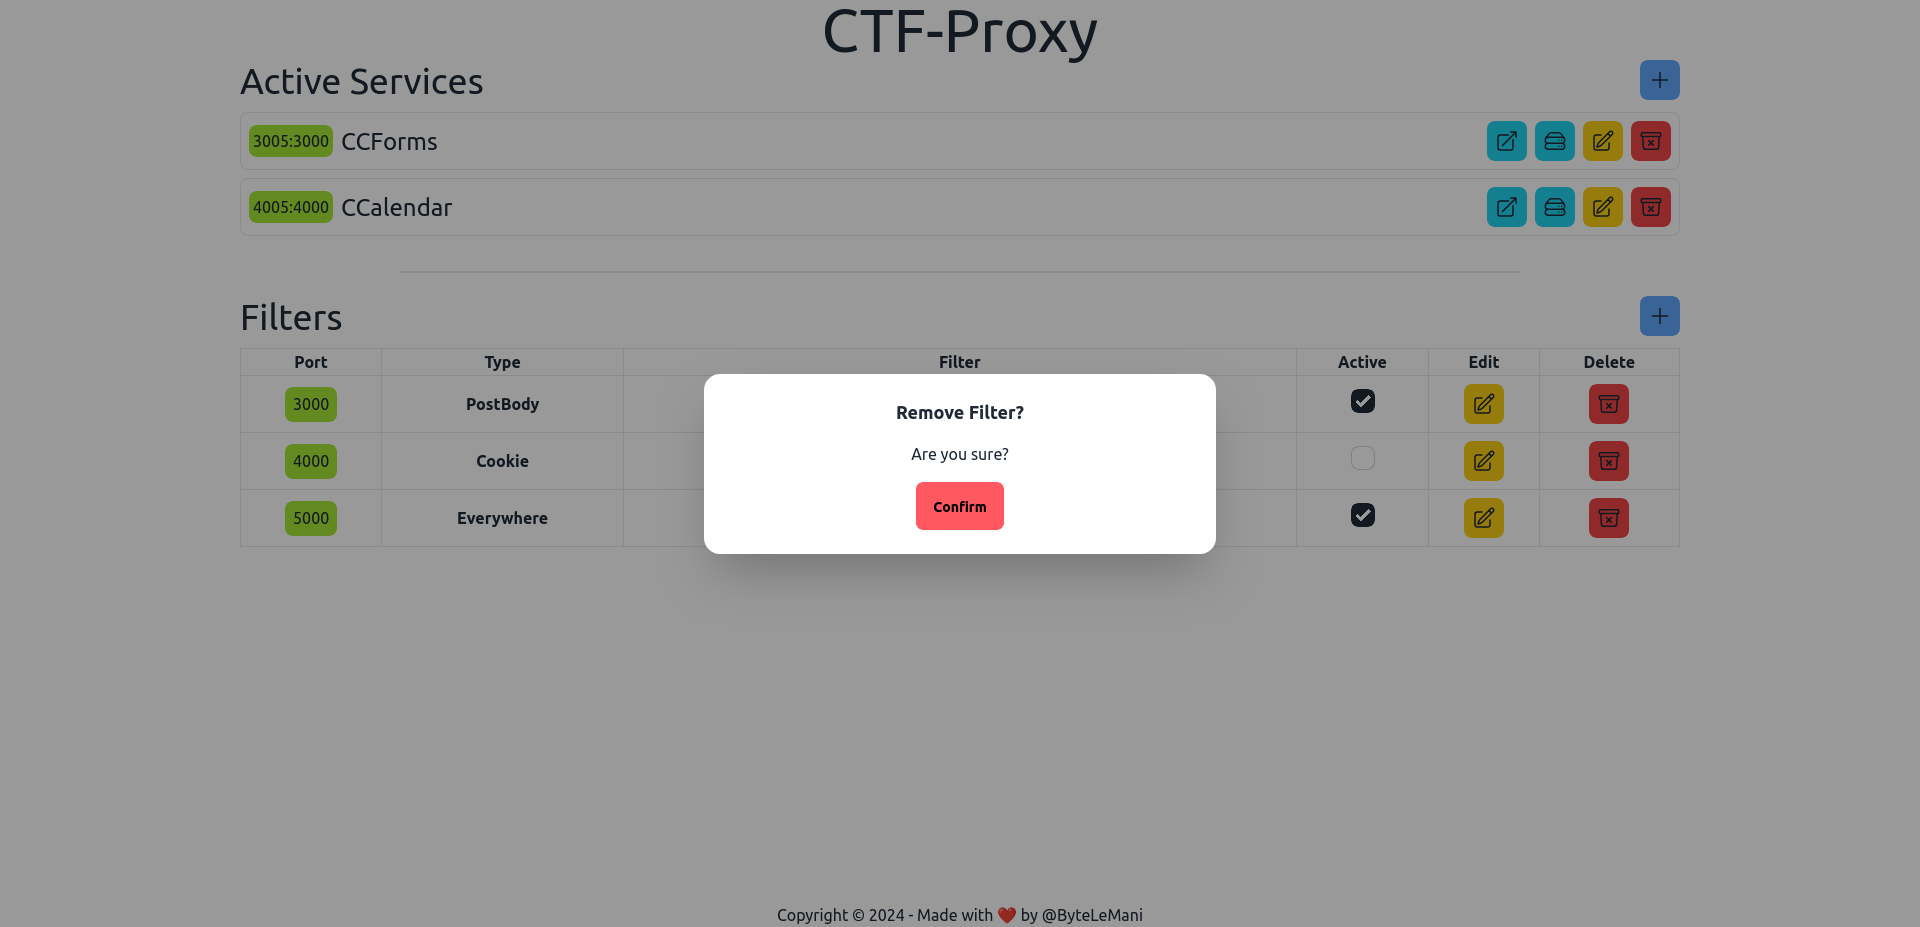 CTF-Proxy
Active Services
3005:3000 CCForms
4005:4000 CCalendar
Filters
Port Type Filter Active Edit Delete
3000 PostBody
4000 Cookie
5000 Everywhere
Remove Filter?
Are you sure?
Confirm
Copyright © 2024 - Made with ❤️ by @ByteLeMani